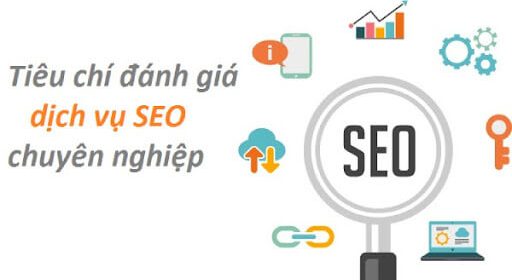 Tiêu chí đánh giá
dịch vụ SEO
chuyên nghiệp
SEO